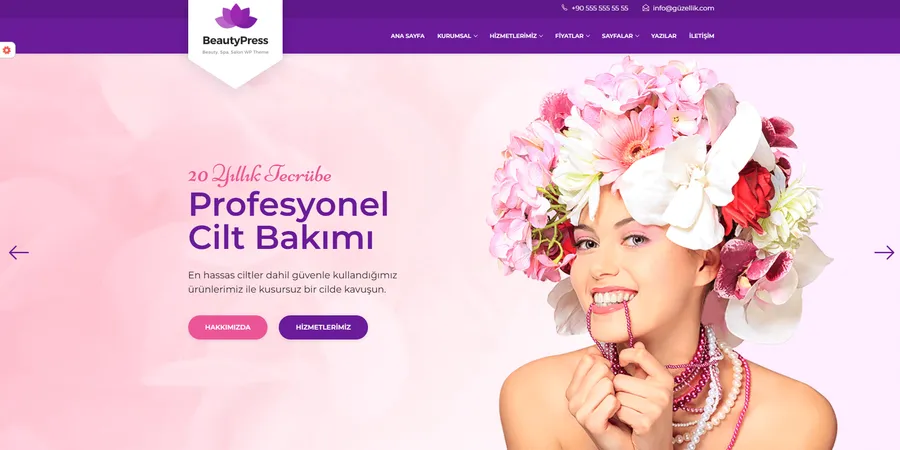 +90 555 555 55 55 info@güzellik.com
BeautyPress
Beauty, Spa, Salon WP Theme
ANA SAYFA KURUMSAL HİZMETLERİMİZ FİYATLAR SAYFALAR YAZILAR İLETİŞİM
20 Yıllık Tecrübe
Profesyonel
Cilt Bakımı
En hassas ciltler dahil güvenle kullandığımız
ürünlerimiz ile kusursuz bir cilde kavuşun.
HAKKIMIZDA HİZMETLERİMİZ